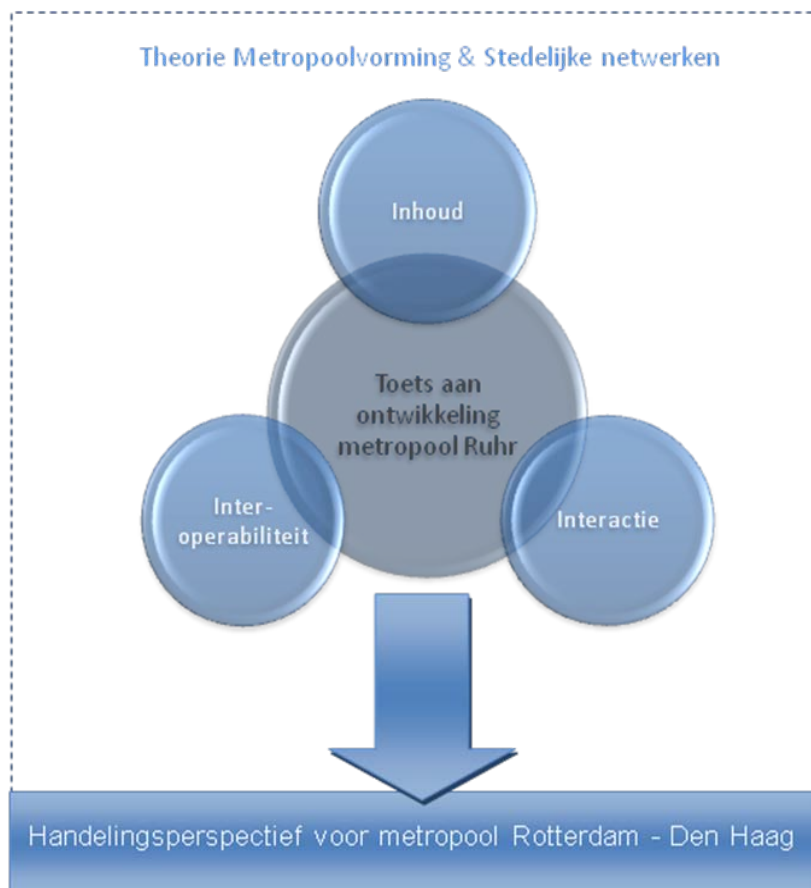 Theorie Metropoolvorming & Stedelijke netwerken
Inhoud
Toets aan
ontwikkeling
metropool Ruhr
Inter-
operabiliteit
Interactie
Handelingsperspectief voor metropool Rotterdam - Den Haag